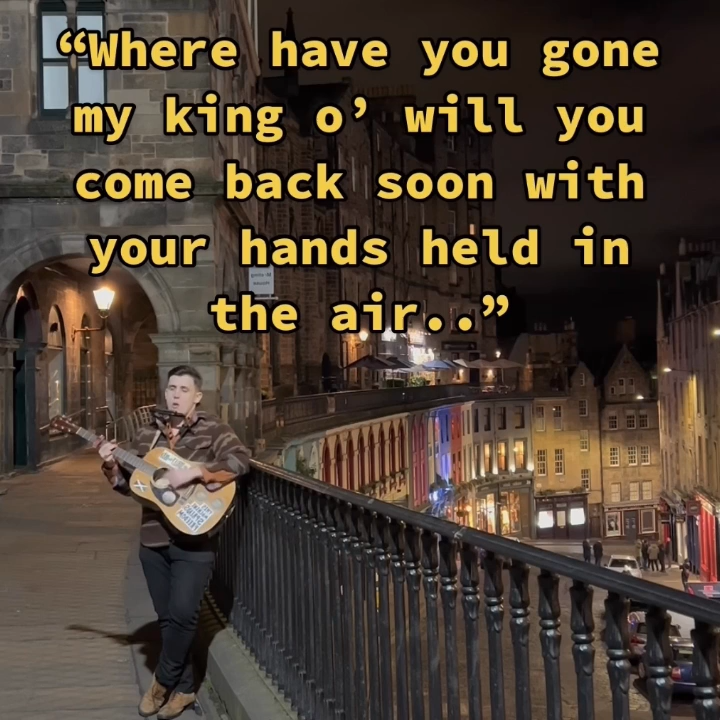 “Where have you gone
my king o’ will you
come back soon with
your hands held in
the air..”